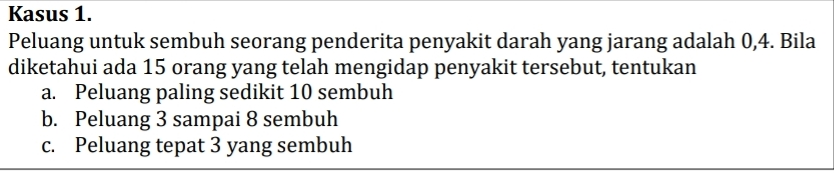 Kasus 1.
Peluang untuk sembuh seorang penderita penyakit darah yang jarang adalah 0,4. Bila
diketahui ada 15 orang yang telah mengidap penyakit tersebut, tentukan
a. Peluang paling sedikit 10 sembuh
b. Peluang 3 sampai 8 sembuh
c. Peluang tepat 3 yang sembuh